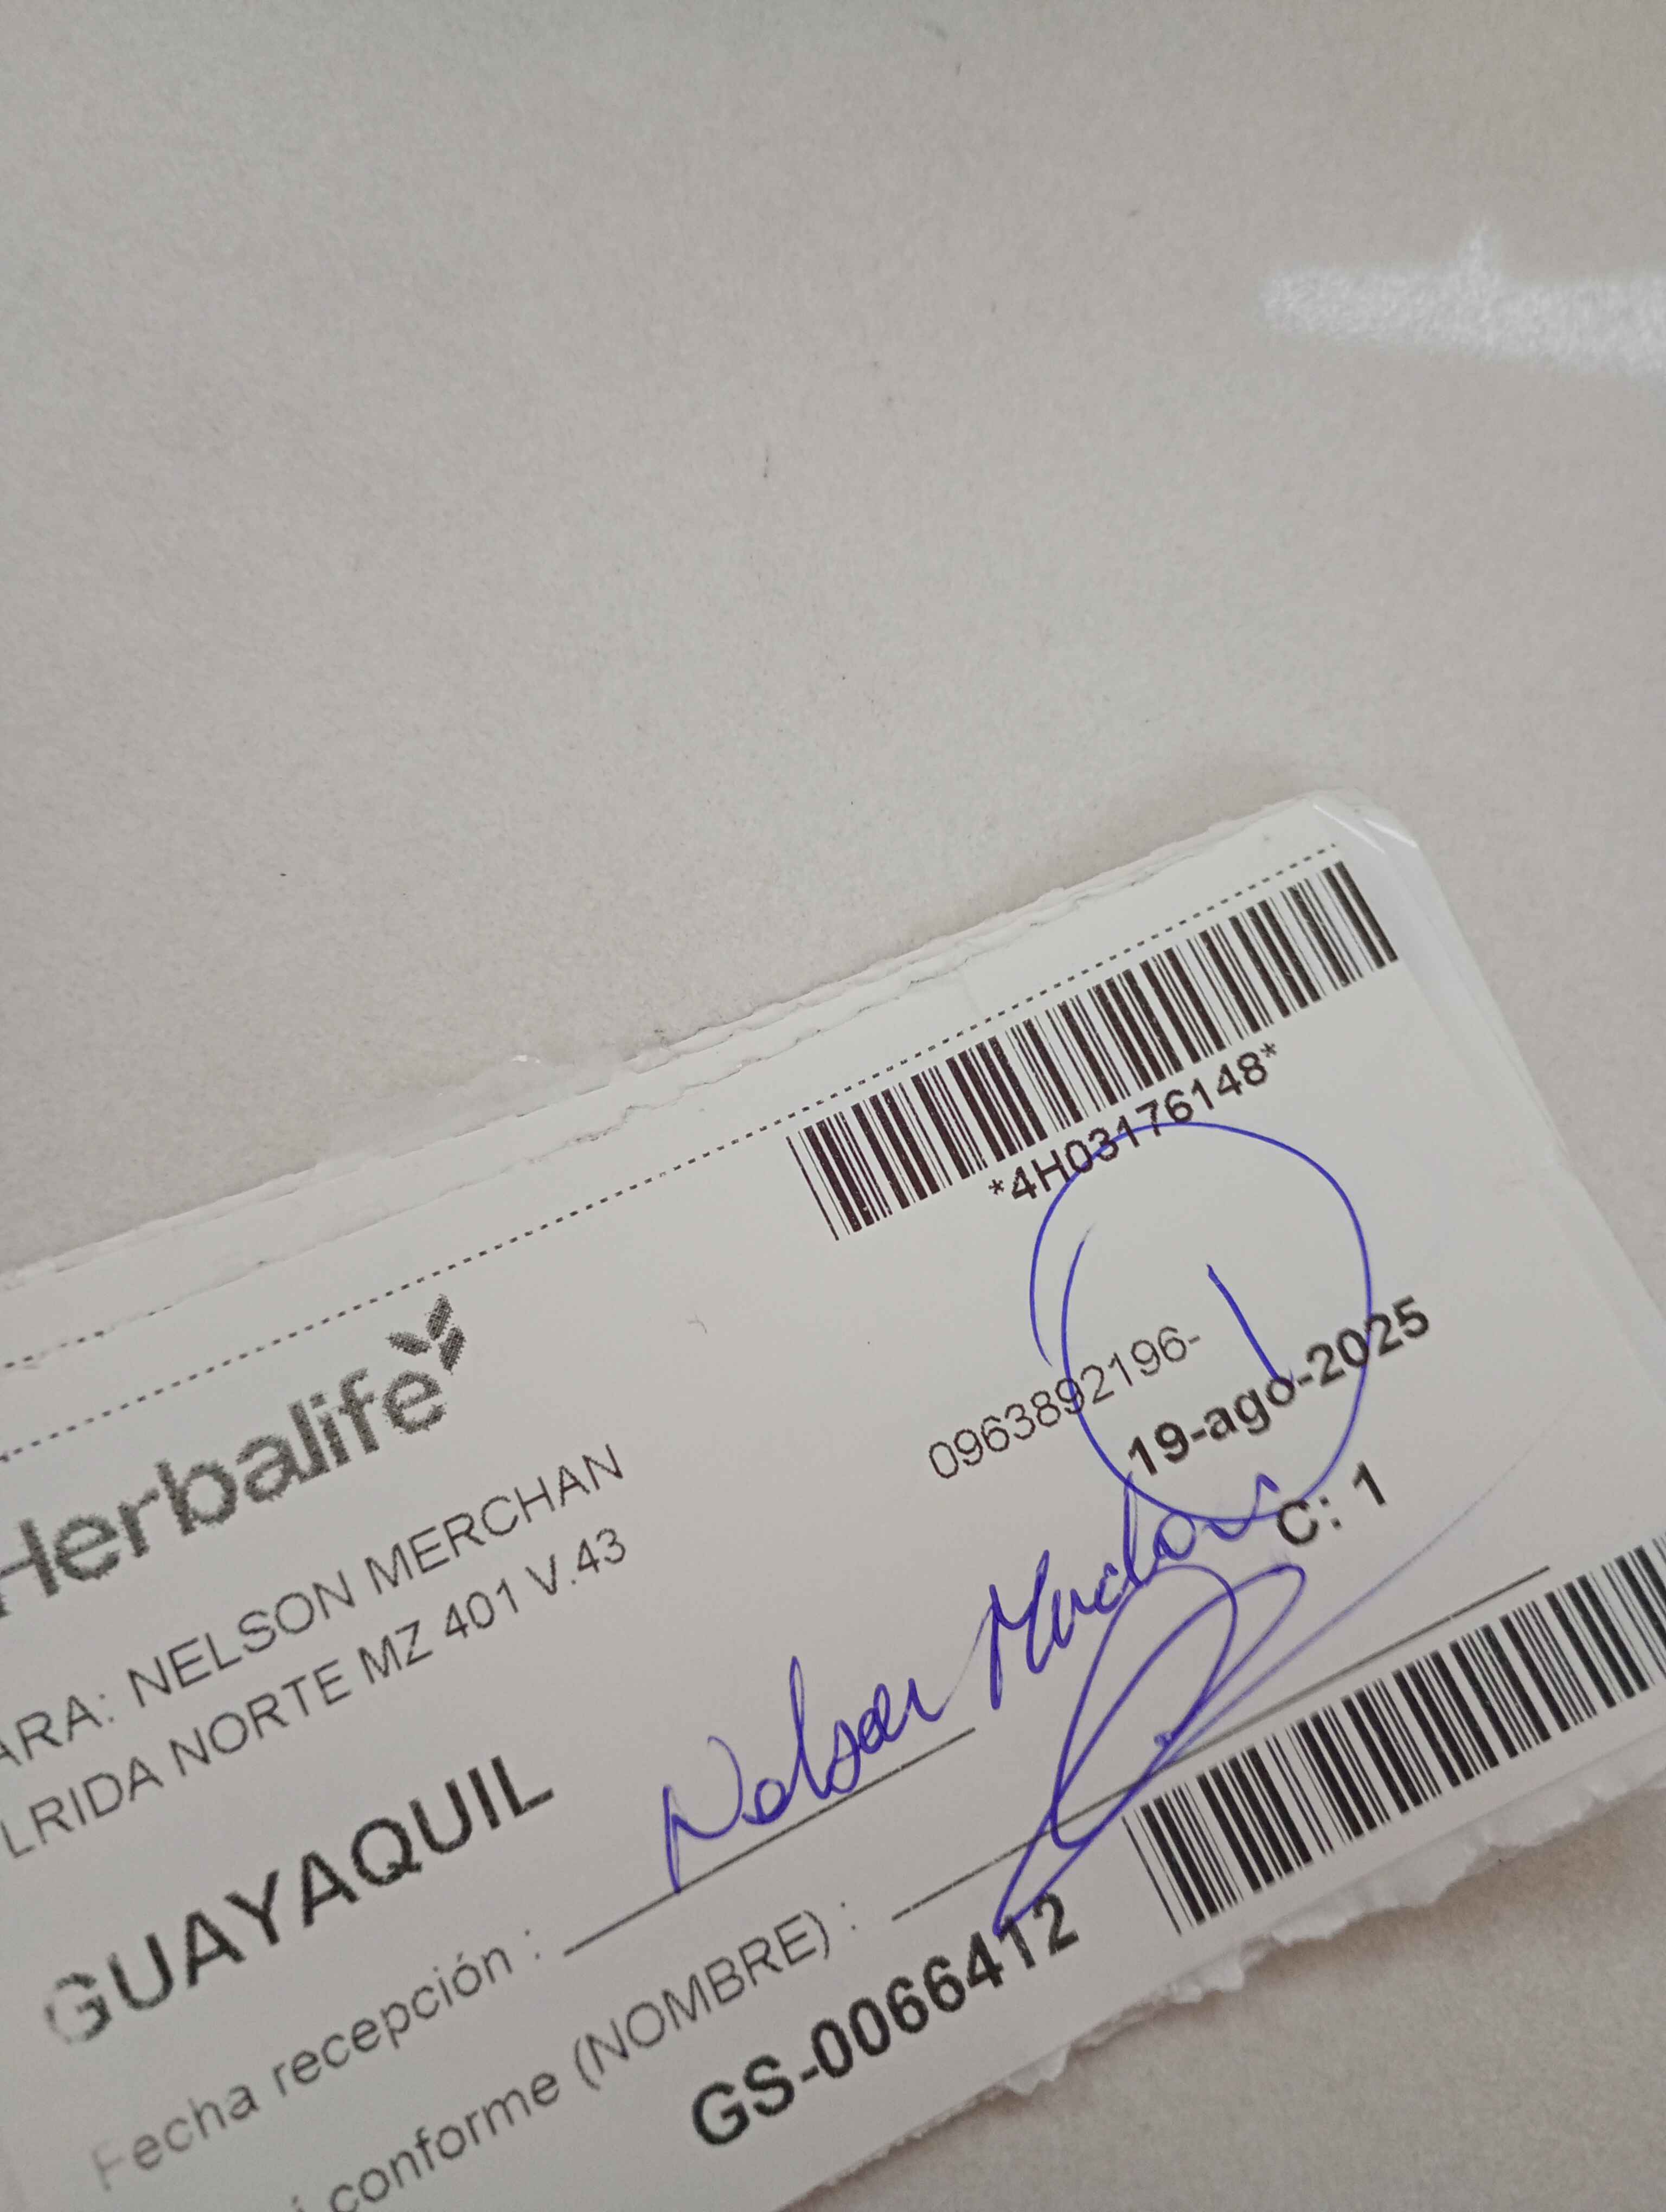 *4H03176148*
Herbalife
ARA: NELSON MERCHAN
0963892196-
LRIDA NORTE MZ 401 V.43
19-ago-2025
GUAYAQUIL
C: 1
Fecha recepción :
Nelson
conforme (NOMBRE) :
GS-0066412